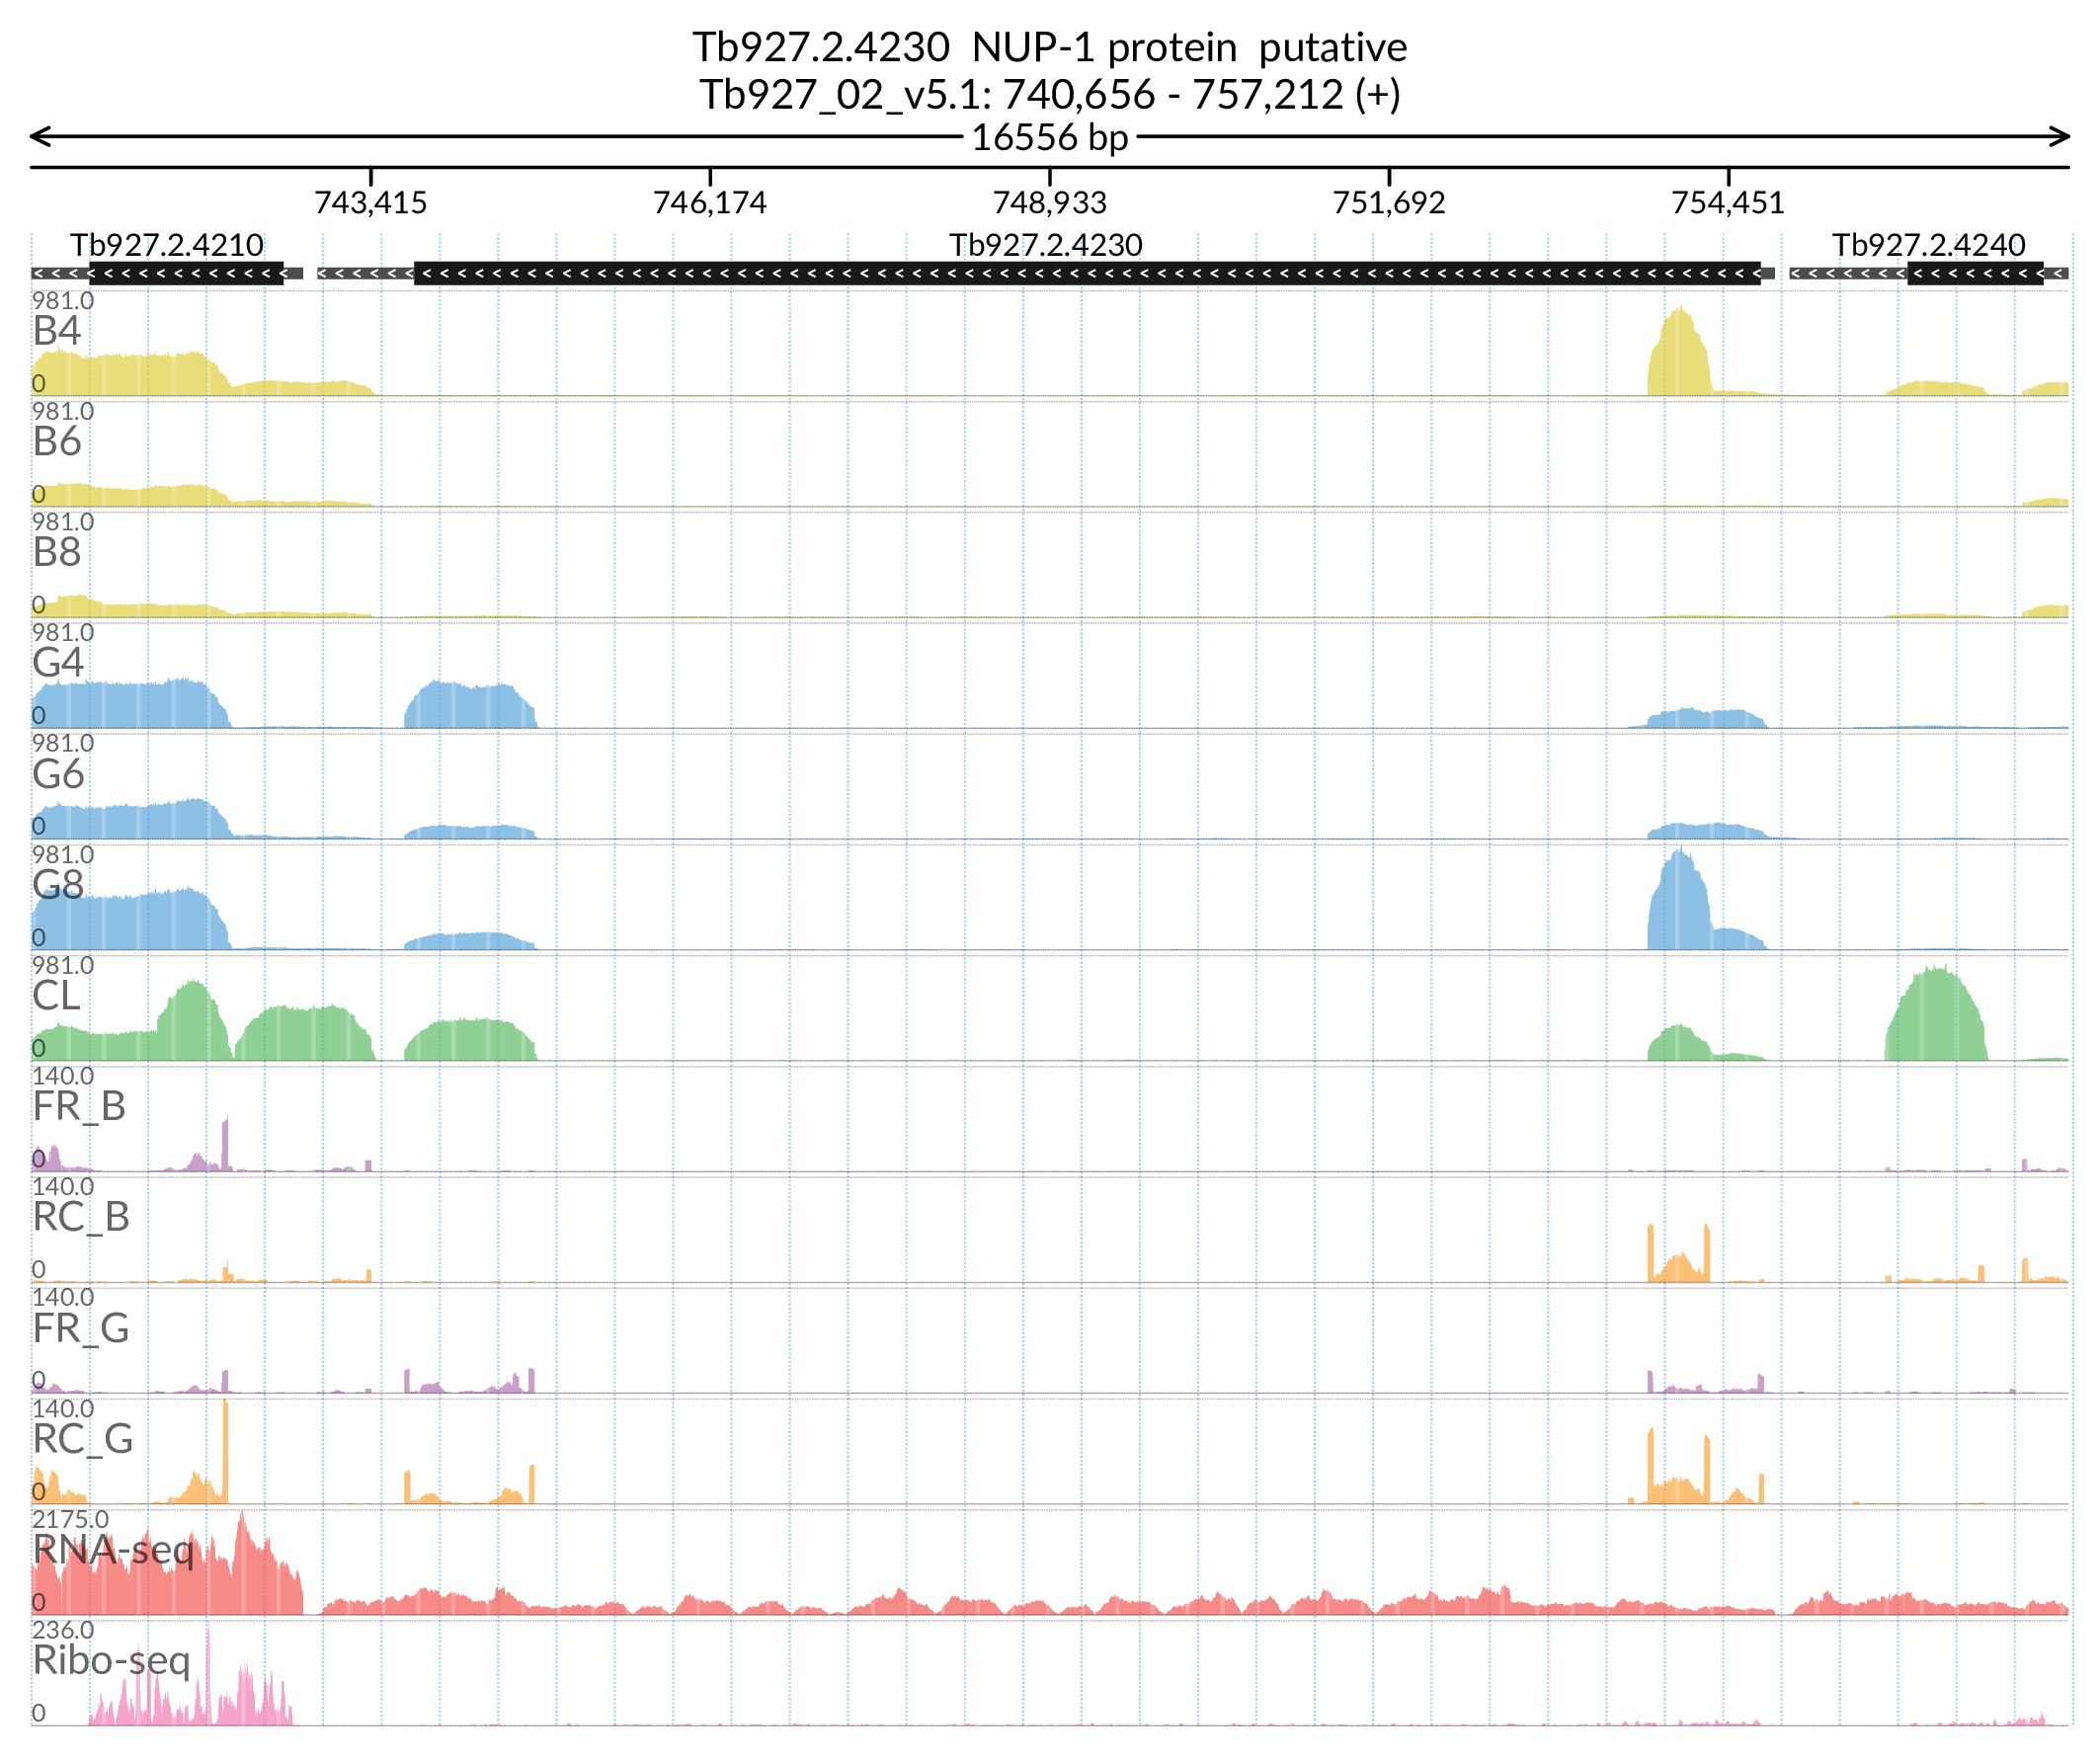 Tb927.2.4230  NUP-1 protein  putative
Tb927_02_v5.1: 740,656 - 757,212 (+)
16556 bp
743,415 746,174 748,933 751,692 754,451
Tb927.2.4210 Tb927.2.4230 Tb927.2.4240
981.0
B4
0
981.0
B6
0
981.0
B8
0
981.0
G4
0
981.0
G6
0
981.0
G8
0
981.0
CL
0
140.0
FR_B
0
140.0
RC_B
0
140.0
FR_G
0
140.0
RC_G
0
2175.0
RNA-seq
0
236.0
Ribo-seq
0